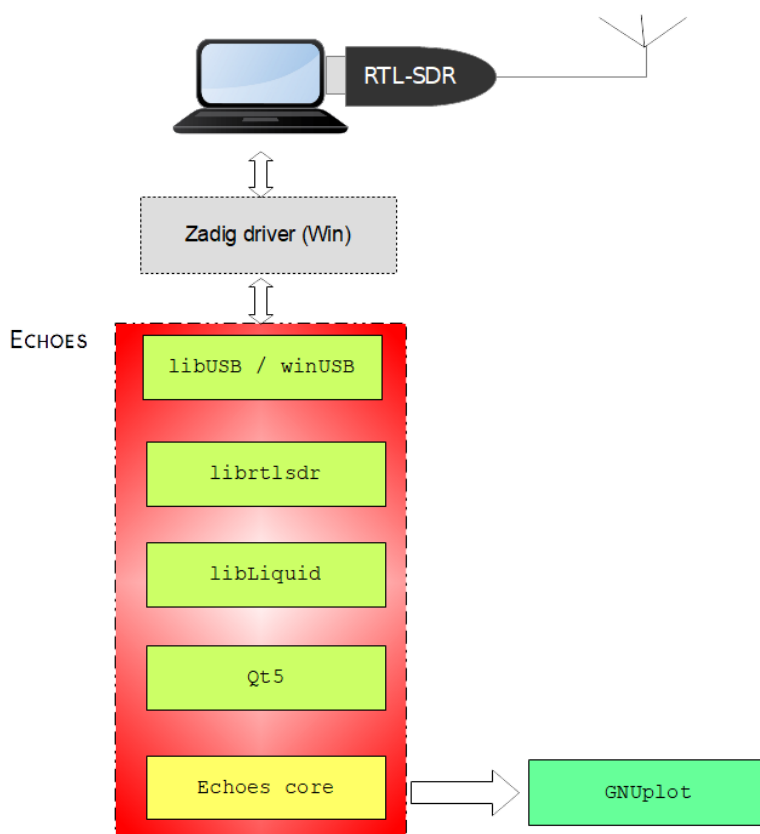 RTL-SDR
Zadig driver (Win)
ECHOES
libUSB / winUSB
librtlsdr
libLiquid
Qt5
Echoes core
GNUplot